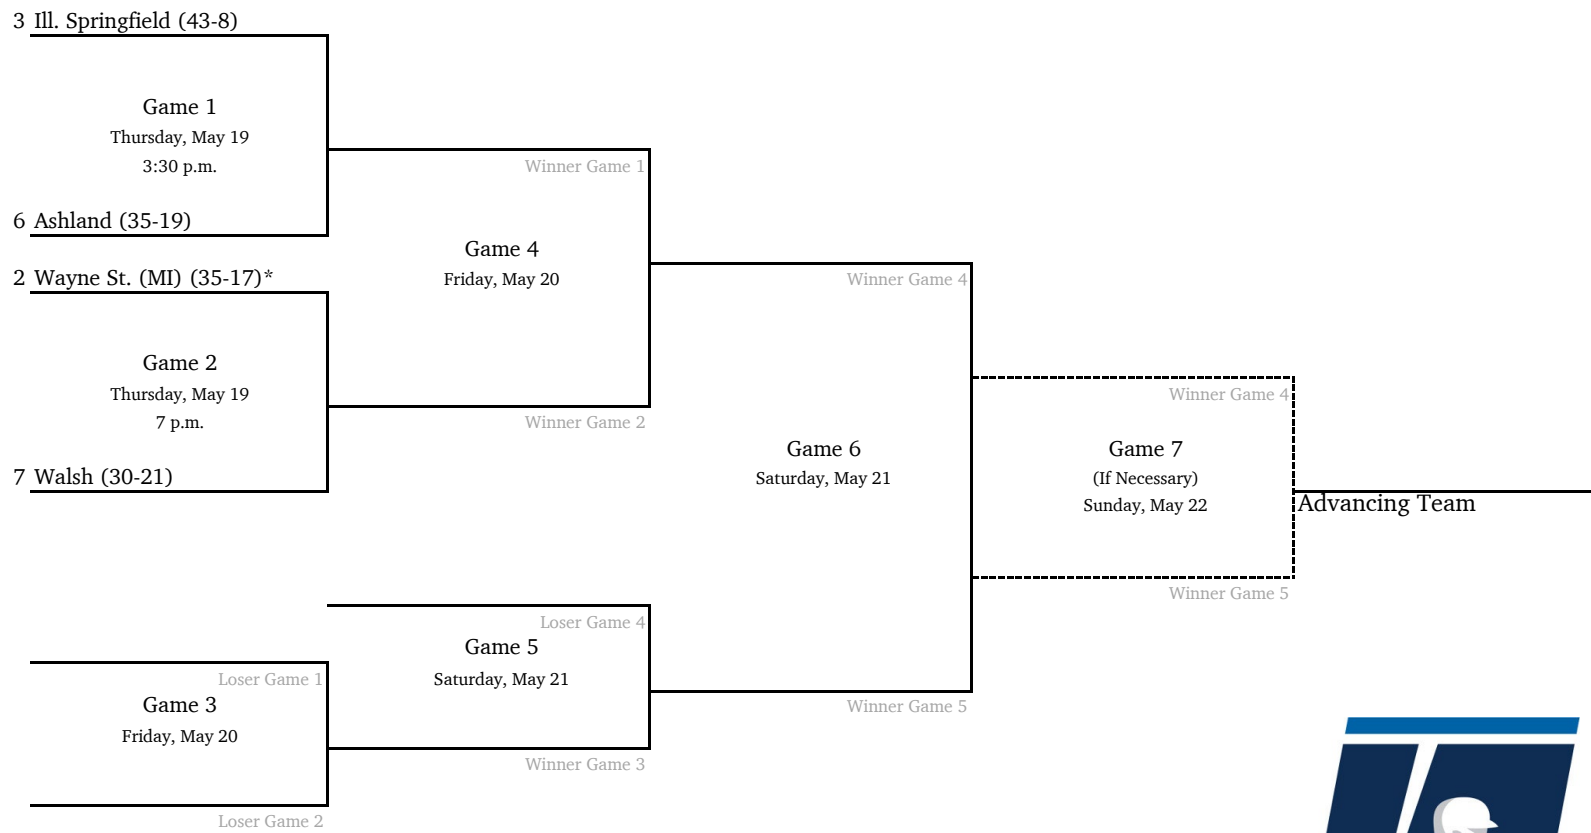 3 Ill. Springfield (43-8)
Game 1
Thursday, May 19
3:30 p.m.
6 Ashland (35-19)
2 Wayne St. (MI) (35-17)*
Game 2
Thursday, May 19
7 p.m.
7 Walsh (30-21)
Loser Game 1
Game 3
Friday, May 20
Loser Game 2
Winner Game 1
Game 4
Friday, May 20
Winner Game 2
Loser Game 4
Game 5
Saturday, May 21
Winner Game 3
Winner Game 4
Game 6
Saturday, May 21
Winner Game 5
Winner Game 4
Game 7
(If Necessary)
Sunday, May 22
Winner Game 5
Advancing Team